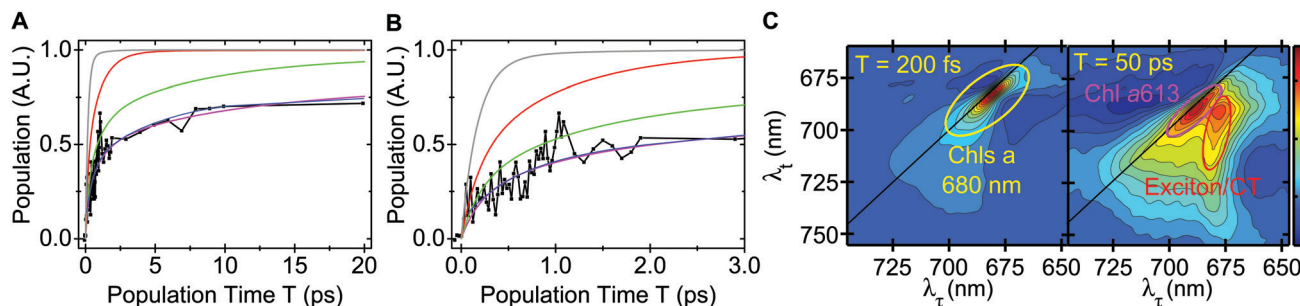 A
Population (A.U.)
1.0
0.5
0.0
0
5
10
15
20
Population Time T (ps)
B
Population (A.U.)
1.0
0.5
0.0
0.0
1.0
2.0
3.0
Population Time T (ps)
C
λt (nm)
675
700
725
750
T = 200 fs
Chls a
680 nm
725
700
675
650
λτ (nm)
T = 50 ps
Chl a613
Exciton/CT
725
700
675
650
λτ (nm)